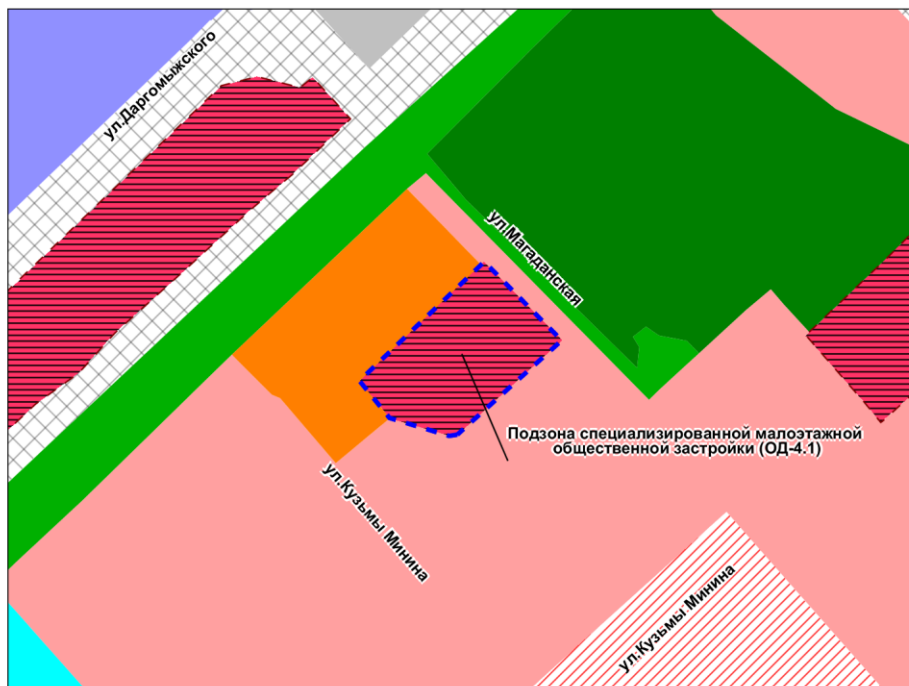 ул.Даргомыжского
ул.Магаданская
Подзона специализированной малоэтажной
общественной застройки (ОД-4.1)
ул.Кузьмы Минина
ул.Кузьмы Минина